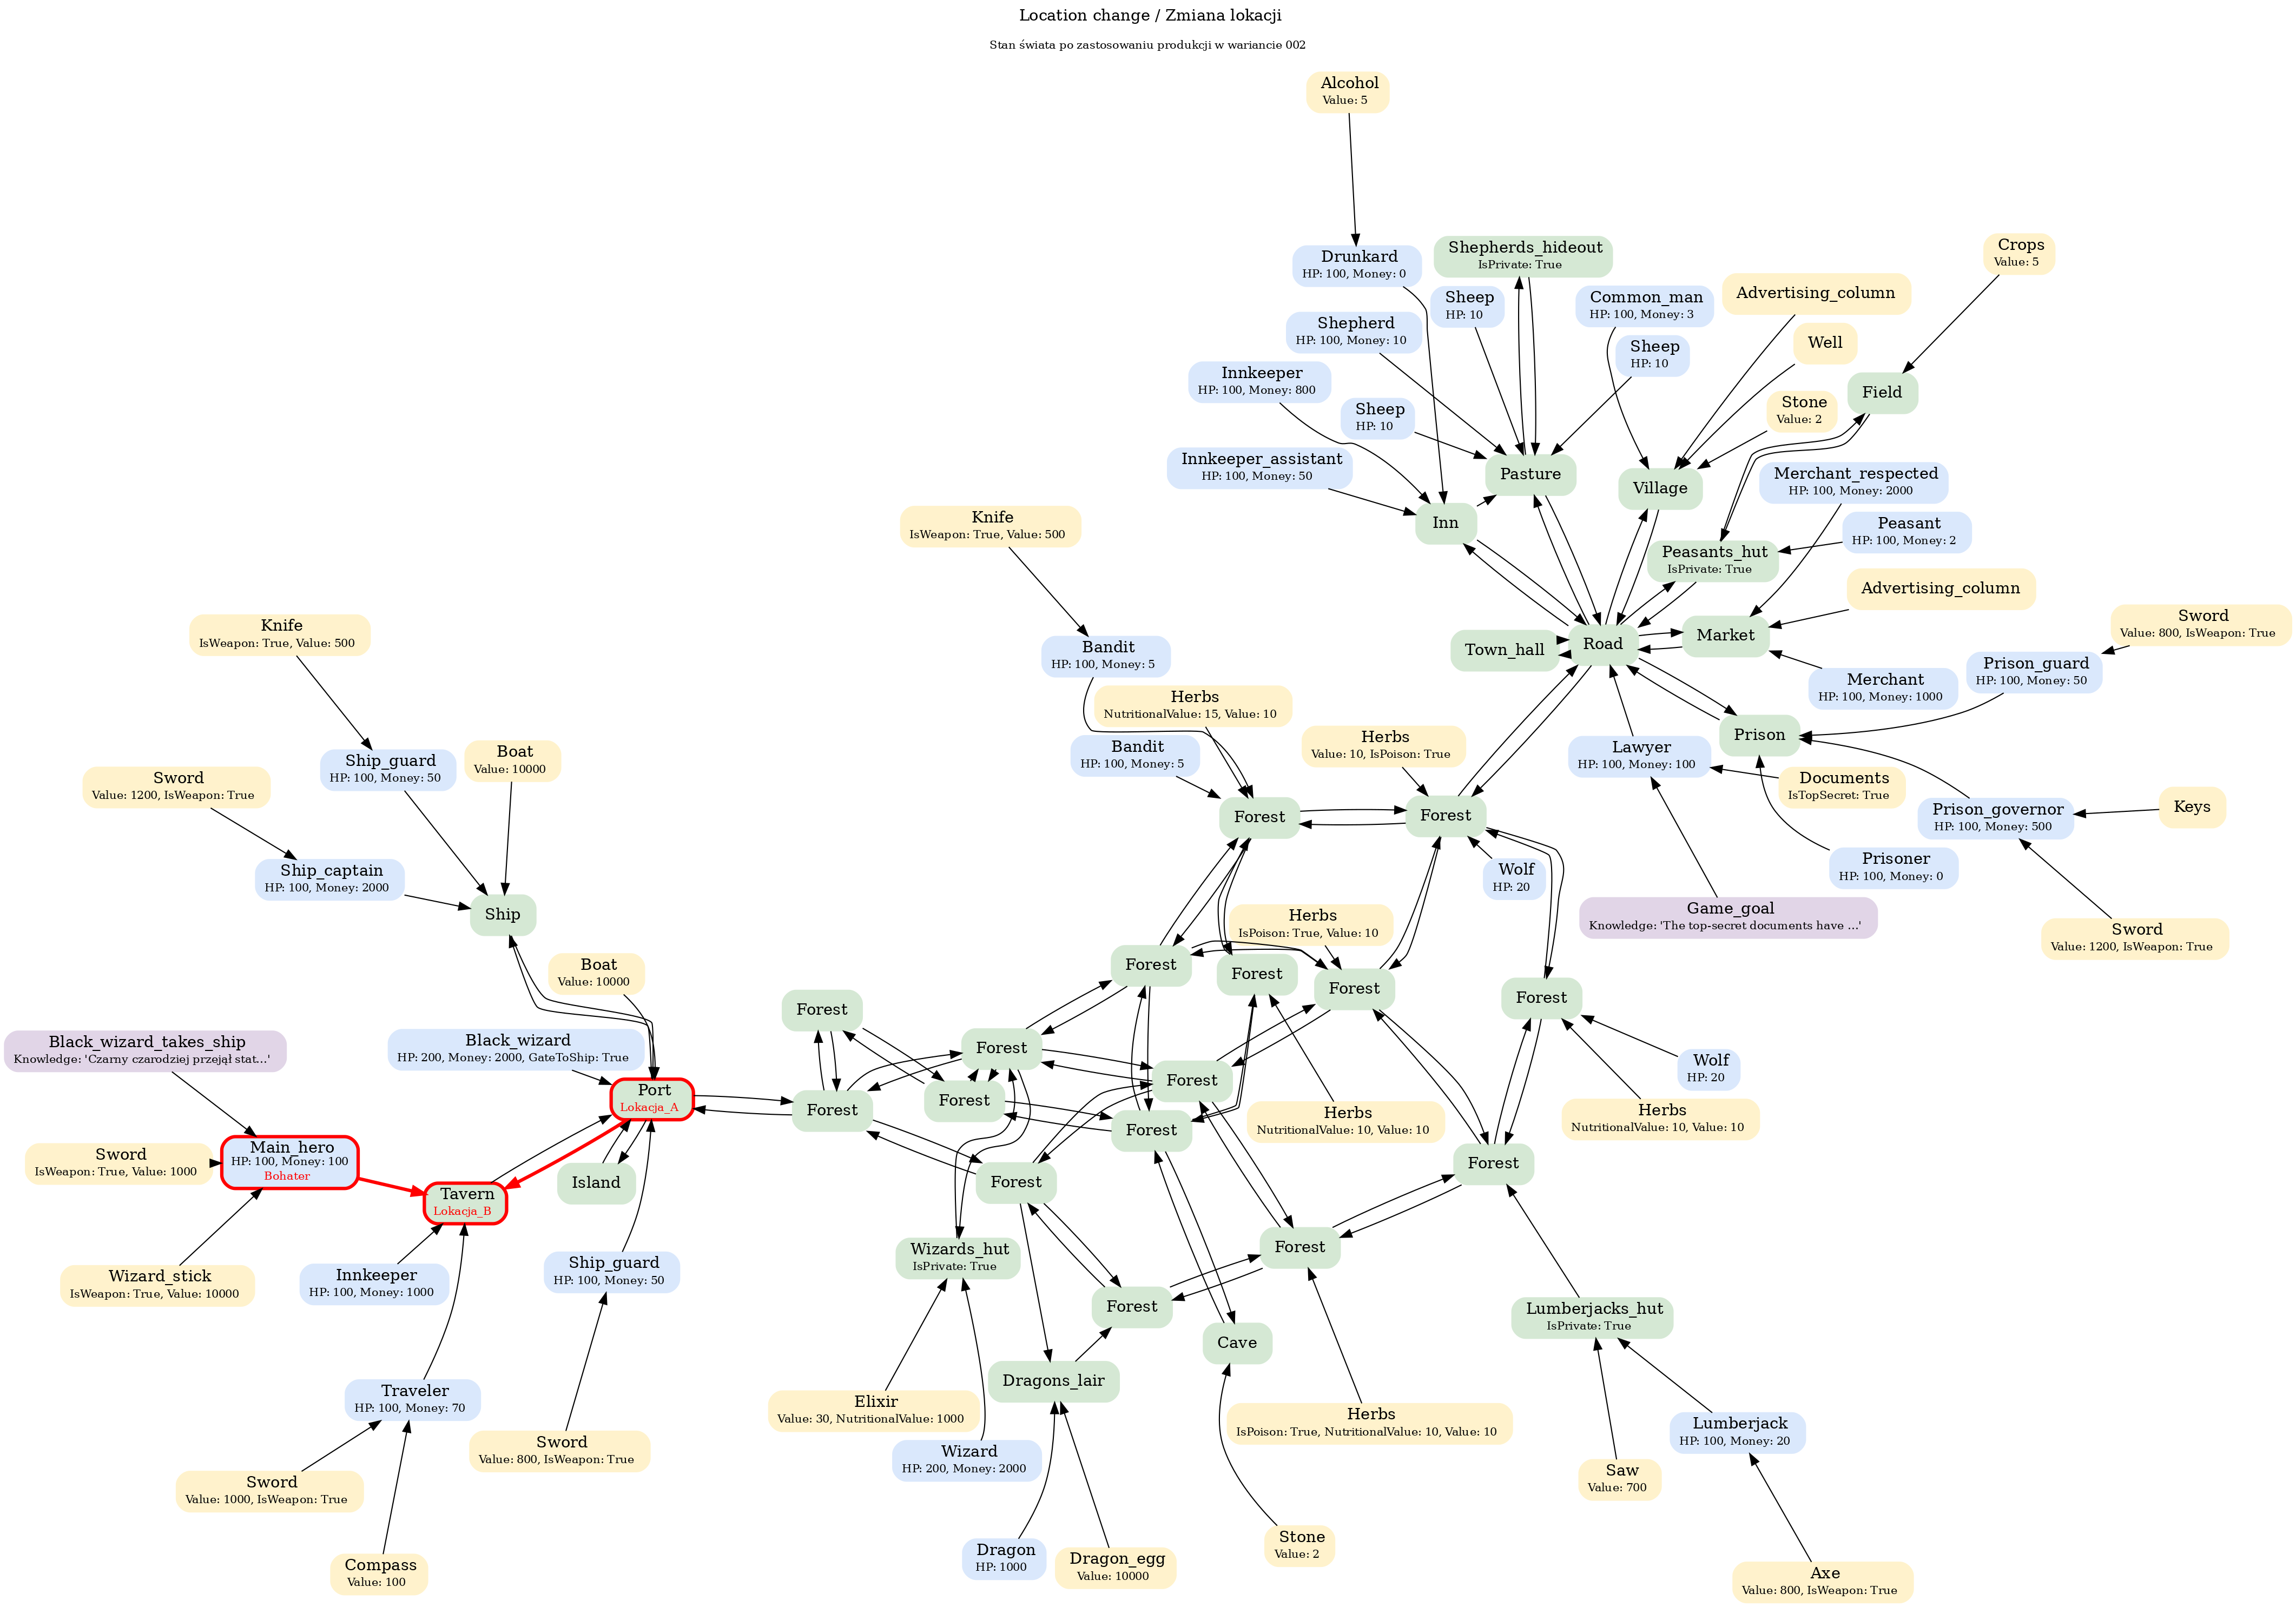 Location change / Zmiana lokacji
Stan świata po zastosowaniu produkcji w wariancie 002
Alcohol
Value: 5
Drunkard
HP: 100, Money: 0
Shepherds_hideout
IsPrivate: True
Crops
Value: 5
Sheep
HP: 10
Common_man
HP: 100, Money: 3
Advertising_column
Shepherd
HP: 100, Money: 10
Sheep
HP: 10
Well
Innkeeper
HP: 100, Money: 800
Sheep
HP: 10
Stone
Value: 2
Field
Innkeeper_assistant
HP: 100, Money: 50
Pasture
Village
Merchant_respected
HP: 100, Money: 2000
Knife
IsWeapon: True, Value: 500
Inn
Peasant
HP: 100, Money: 2
Peasants_hut
IsPrivate: True
Advertising_column
Knife
IsWeapon: True, Value: 500
Bandit
HP: 100, Money: 5
Town_hall
Road
Market
Sword
Value: 800, IsWeapon: True
Prison_guard
HP: 100, Money: 50
Merchant
HP: 100, Money: 1000
Herbs
NutritionalValue: 15, Value: 10
Herbs
Value: 10, IsPoison: True
Prison
Ship_guard
HP: 100, Money: 50
Boat
Value: 10000
Bandit
HP: 100, Money: 5
Lawyer
HP: 100, Money: 100
Sword
Value: 1200, IsWeapon: True
Documents
IsTopSecret: True
Forest
Forest
Prison_governor
HP: 100, Money: 500
Keys
Ship_captain
HP: 100, Money: 2000
Wolf
HP: 20
Prisoner
HP: 100, Money: 0
Ship
Herbs
IsPoison: True, Value: 10
Game_goal
Knowledge: 'The top-secret documents have ...'
Sword
Value: 1200, IsWeapon: True
Boat
Value: 10000
Forest
Forest
Forest
Forest
Forest
Black_wizard_takes_ship
Knowledge: 'Czarny czarodziej przejął stat...'
Black_wizard
HP: 200, Money: 2000, GateToShip: True
Forest
Wolf
HP: 20
Port
Lokacja_A
Forest
Forest
Forest
Herbs
NutritionalValue: 10, Value: 10
Herbs
NutritionalValue: 10, Value: 10
Forest
Sword
IsWeapon: True, Value: 1000
Main_hero
HP: 100, Money: 100
Bohater
Tavern
Lokacja_B
Island
Forest
Forest
Wizard_stick
IsWeapon: True, Value: 10000
Innkeeper
HP: 100, Money: 1000
Ship_guard
HP: 100, Money: 50
Wizards_hut
IsPrivate: True
Forest
Forest
Cave
Lumberjacks_hut
IsPrivate: True
Traveler
HP: 100, Money: 70
Dragons_lair
Elixir
Value: 30, NutritionalValue: 1000
Herbs
IsPoison: True, NutritionalValue: 10, Value: 10
Lumberjack
HP: 100, Money: 20
Sword
Value: 800, IsWeapon: True
Wizard
HP: 200, Money: 2000
Sword
Value: 1000, IsWeapon: True
Saw
Value: 700
Compass
Value: 100
Dragon
HP: 1000
Dragon_egg
Value: 10000
Stone
Value: 2
Axe
Value: 800, IsWeapon: True